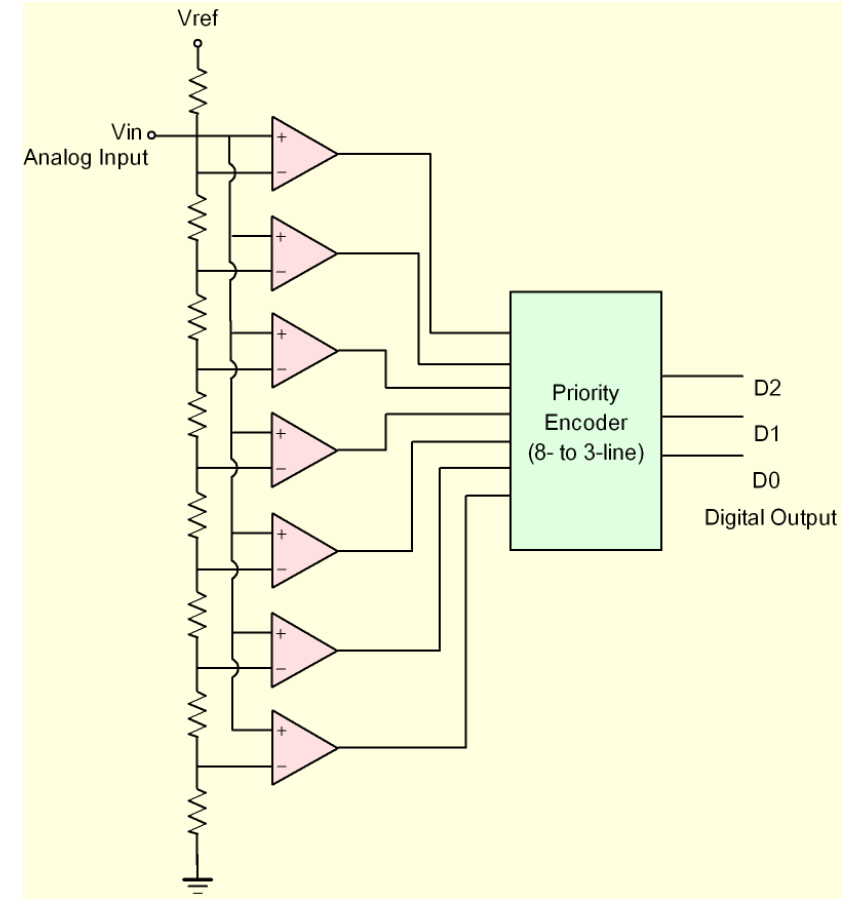 Vref
Vin
Analog Input
+
−
+
−
+
−
+
−
+
−
+
−
+
−
Priority
Encoder
(8- to 3-line)
D2
D1
D0
Digital Output